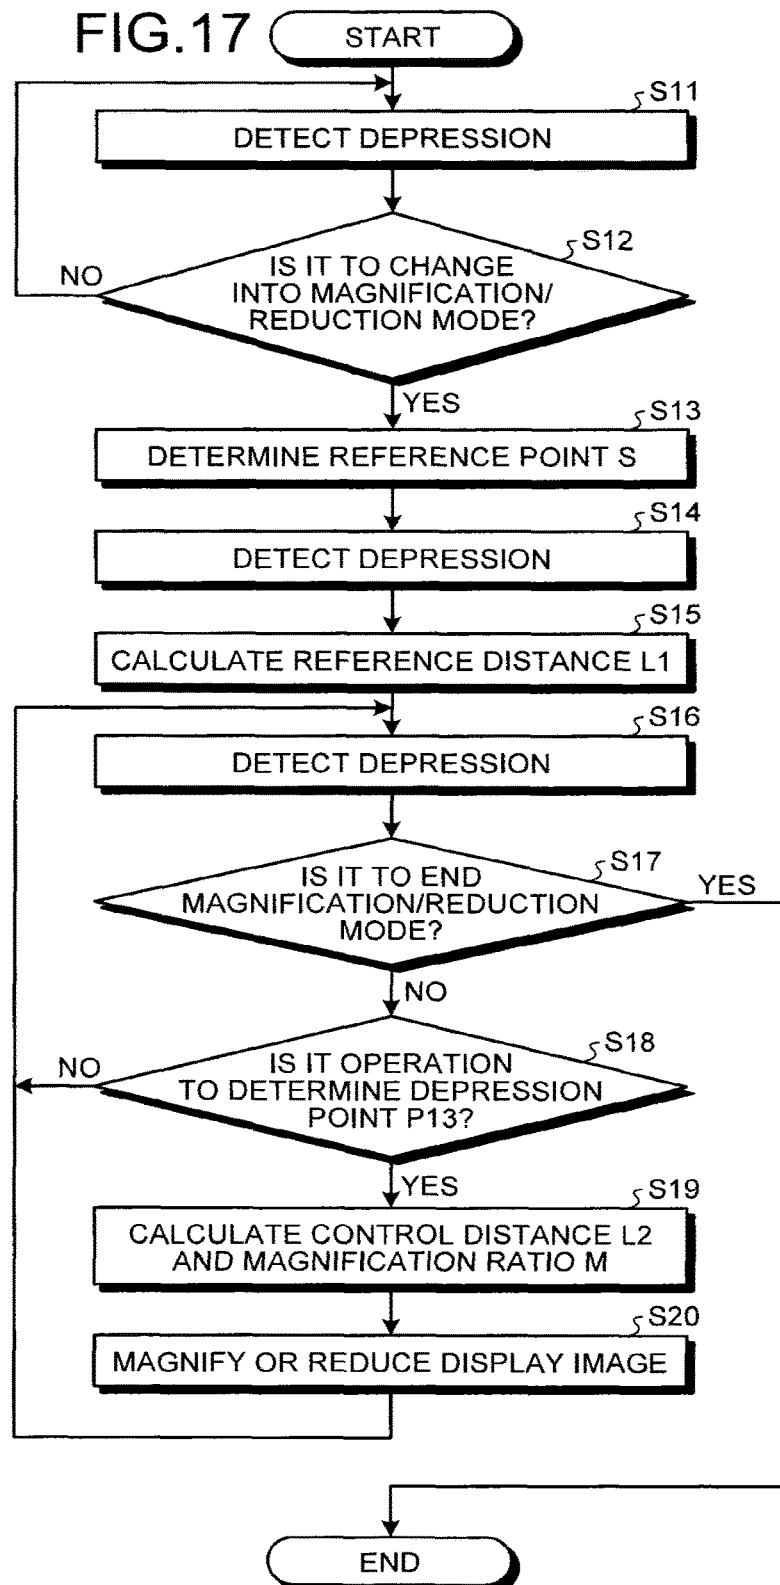 FIG.17
START
S11
DETECT DEPRESSION
S12
IS IT TO CHANGE
INTO MAGNIFICATION/
REDUCTION MODE?
NO
YES
S13
DETERMINE REFERENCE POINT S
S14
DETECT DEPRESSION
S15
CALCULATE REFERENCE DISTANCE L1
S16
DETECT DEPRESSION
S17
IS IT TO END
MAGNIFICATION/REDUCTION
MODE?
YES
NO
S18
IS IT OPERATION
TO DETERMINE DEPRESSION
POINT P13?
NO
YES
S19
CALCULATE CONTROL DISTANCE L2
AND MAGNIFICATION RATIO M
S20
MAGNIFY OR REDUCE DISPLAY IMAGE
END